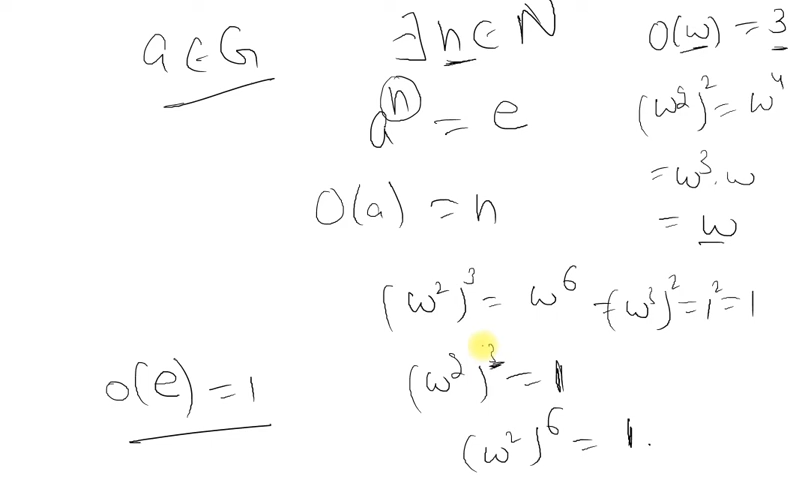 a ∈ G ∃ n ∈ N O(ω) = 3
aⁿ = e (ω²)² = ω⁴
= ω³.ω
O(a) = n = ω
(ω²)³ = ω⁶ = (ω³)² = 1² = 1
O(e) = 1 (ω²)³ = 1
(ω²)⁶ = 1.